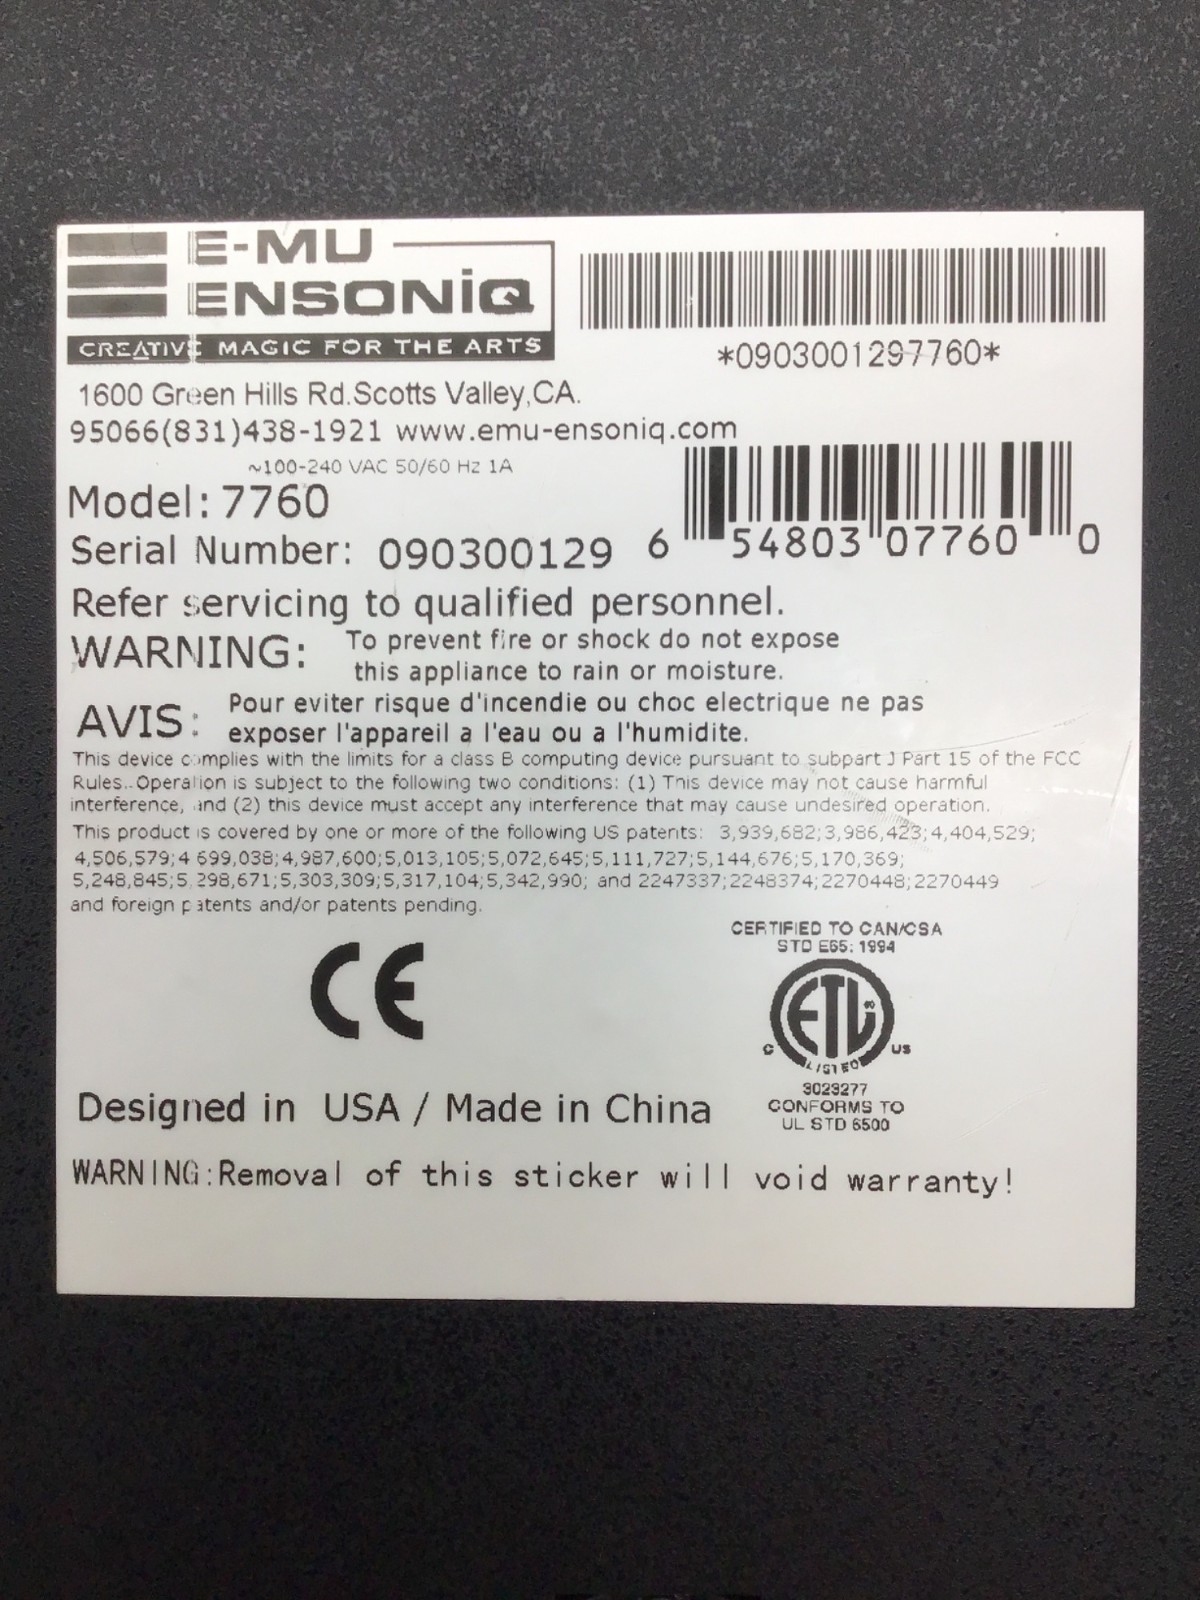 E-MU
ENSONiQ
CREATIVE MAGIC FOR THE ARTS
*0903001297760*
1600 Green Hills Rd.Scotts Valley,CA.
95066(831)438-1921 www.emu-ensoniq.com
~100-240 VAC 50/60 Hz 1A
Model: 7760
Serial Number: 090300129
6 54803 07760 0
Refer servicing to qualified personnel.
WARNING: To prevent fire or shock do not expose
this appliance to rain or moisture.
AVIS: Pour eviter risque d'incendie ou choc electrique ne pas
exposer l'appareil a l'eau ou a l'humidite.
This device complies with the limits for a class B computing device pursuant to subpart J Part 15 of the FCC
Rules..Operation is subject to the following two conditions: (1) This device may not cause harmful
interference, and (2) this device must accept any interference that may cause undesired operation.
This product is covered by one or more of the following US patents: 3,939,682;3,986,423;4,404,529;
4,506,579;4 699,038;4,987,600;5,013,105;5,072,645;5,111,727;5,144,676;5,170,369;
5,248,845;5,298,671;5,303,309;5,317,104;5,342,990; and 2247337;2248374;2270448;2270449
and foreign patents and/or patents pending.
CE
CERTIFIED TO CAN/CSA
STD E65: 1994
ETL
C US
LISTED
3023277
CONFORMS TO
UL STD 6500
Designed in USA / Made in China
WARNING:Removal of this sticker will void warranty!